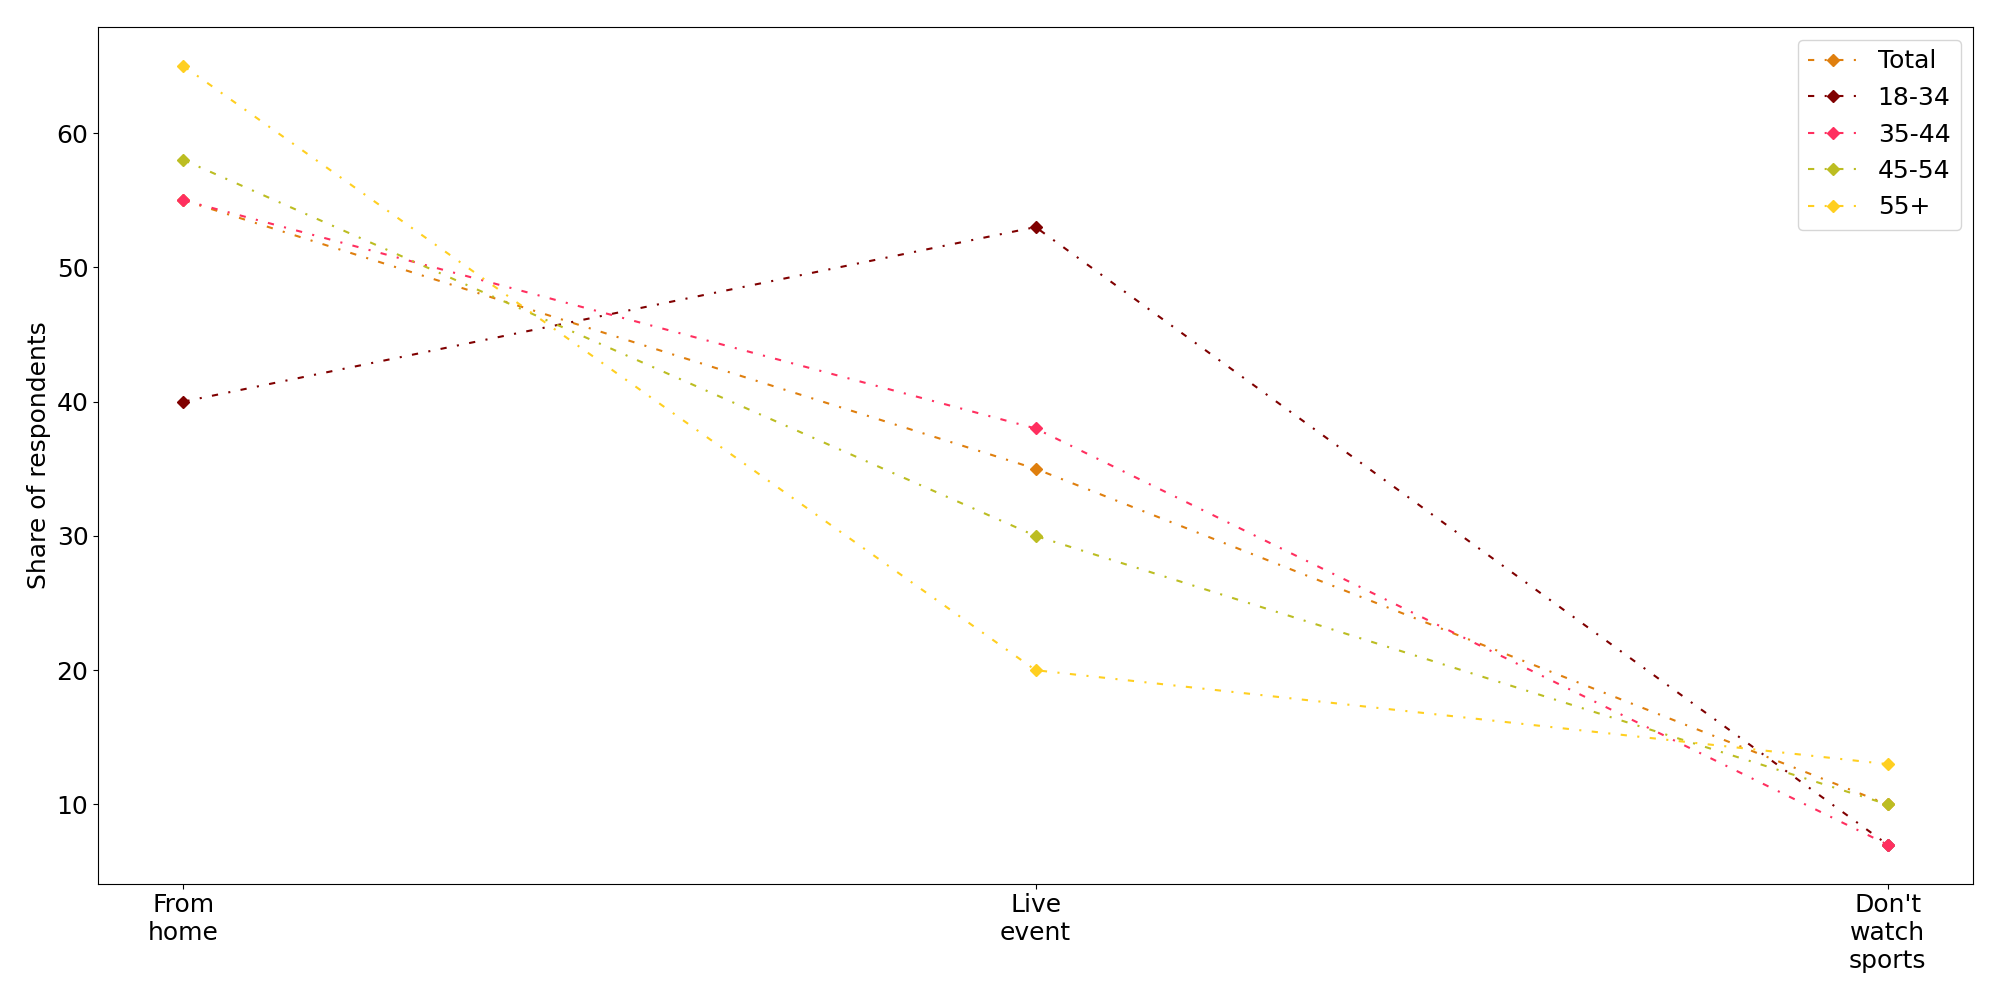 Total
18-34
35-44
45-54
55+
Share of respondents
60
50
40
30
20
10
From
home
Live
event
Don't
watch
sports